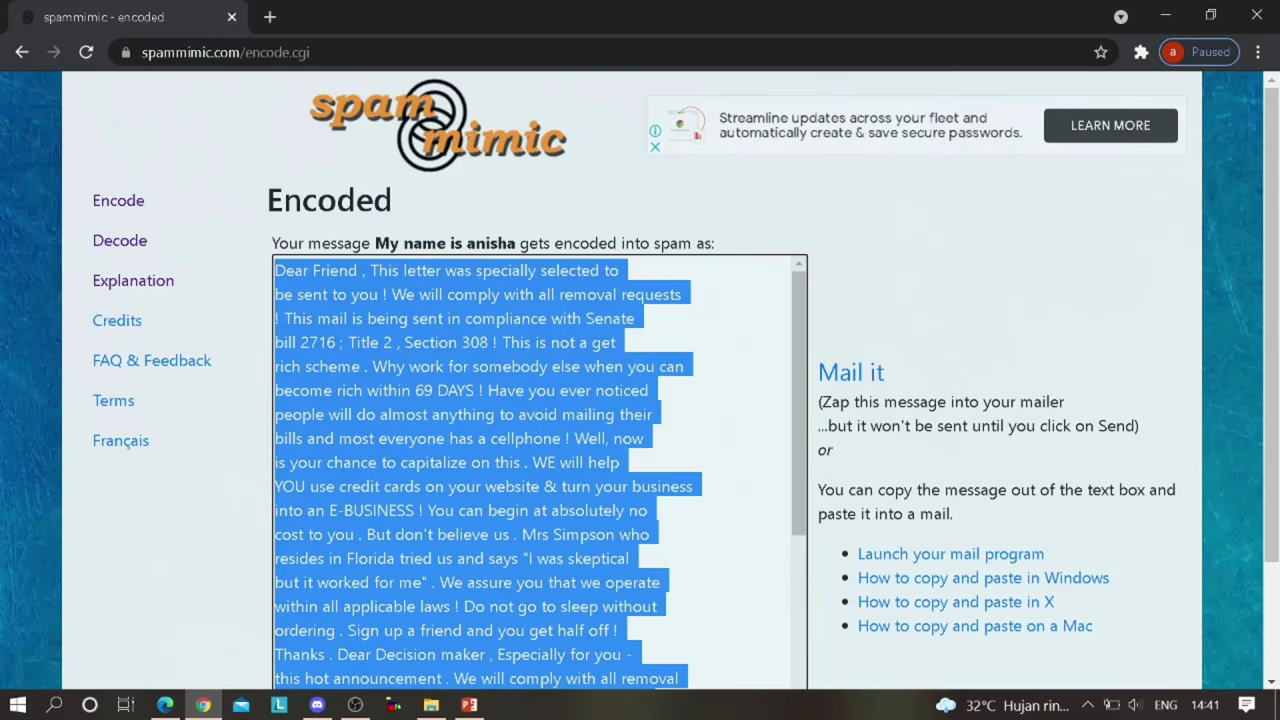 spammimic - encoded
spammimic.com/encode.cgi
a Paused
spam mimic
Streamline updates across your fleet and
automatically create & save secure passwords.
LEARN MORE
Encode
Decode
Explanation
Credits
FAQ & Feedback
Terms
Français
Encoded
Your message My name is anisha gets encoded into spam as:
Dear Friend , This letter was specially selected to
be sent to you ! We will comply with all removal requests
! This mail is being sent in compliance with Senate
bill 2716 ; Title 2 , Section 308 ! This is not a get
rich scheme . Why work for somebody else when you can
become rich within 69 DAYS ! Have you ever noticed
people will do almost anything to avoid mailing their
bills and most everyone has a cellphone ! Well, now
is your chance to capitalize on this . WE will help
YOU use credit cards on your website & turn your business
into an E-BUSINESS ! You can begin at absolutely no
cost to you . But don't believe us . Mrs Simpson who
resides in Florida tried us and says "I was skeptical
but it worked for me" . We assure you that we operate
within all applicable laws ! Do not go to sleep without
ordering . Sign up a friend and you get half off !
Thanks . Dear Decision maker , Especially for you -
this hot announcement . We will comply with all removal
Mail it
(Zap this message into your mailer
...but it won't be sent until you click on Send)
or
You can copy the message out of the text box and
paste it into a mail.
Launch your mail program
How to copy and paste in Windows
How to copy and paste in X
How to copy and paste on a Mac
32°C Hujan rin...
ENG
14:41